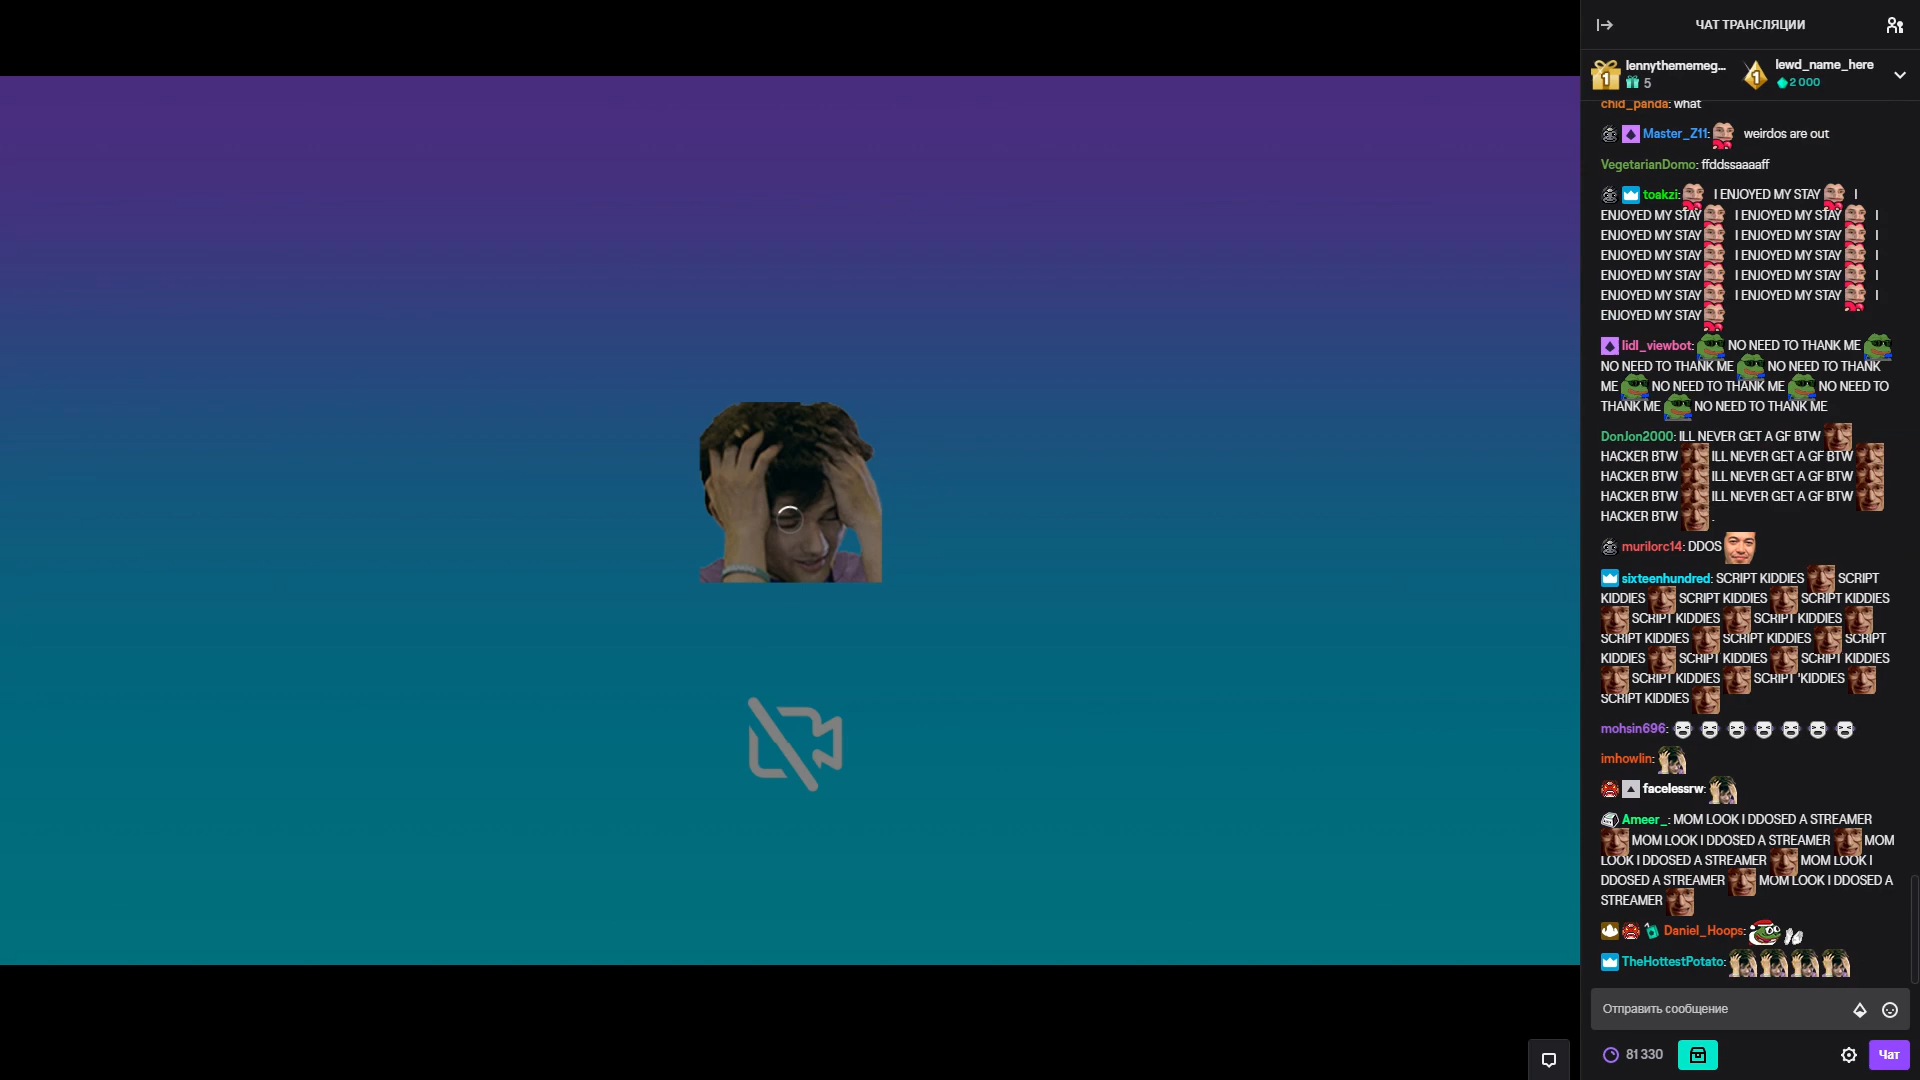 ЧАТ ТРАНСЛЯЦИИ
lennythememeg...
5
1
lewd_name_here
2 000
1
chid_panda: what
Master_Z11: weirdos are out
VegetarianDomo: ffddssaaaaff
toakzi: I ENJOYED MY STAY I
ENJOYED MY STAY I ENJOYED MY STAY I
ENJOYED MY STAY I ENJOYED MY STAY I
ENJOYED MY STAY I ENJOYED MY STAY I
ENJOYED MY STAY I ENJOYED MY STAY I
ENJOYED MY STAY I ENJOYED MY STAY I
ENJOYED MY STAY
lidl_viewbot: NO NEED TO THANK ME
NO NEED TO THANK ME NO NEED TO THANK
ME NO NEED TO THANK ME NO NEED TO
THANK ME NO NEED TO THANK ME
DonJon2000: ILL NEVER GET A GF BTW
HACKER BTW ILL NEVER GET A GF BTW
HACKER BTW ILL NEVER GET A GF BTW
HACKER BTW ILL NEVER GET A GF BTW
HACKER BTW .
murilorc14: DDOS
sixteenhundred: SCRIPT KIDDIES SCRIPT
KIDDIES SCRIPT KIDDIES SCRIPT KIDDIES
SCRIPT KIDDIES SCRIPT KIDDIES
SCRIPT KIDDIES SCRIPT KIDDIES SCRIPT
KIDDIES SCRIPT KIDDIES SCRIPT KIDDIES
SCRIPT KIDDIES SCRIPT 'KIDDIES
SCRIPT KIDDIES
mohsin696:
imhowlin:
facelessrw:
Ameer_: MOM LOOK I DDOSED A STREAMER
MOM LOOK I DDOSED A STREAMER MOM
LOOK I DDOSED A STREAMER MOM LOOK I
DDOSED A STREAMER MOM LOOK I DDOSED A
STREAMER
Daniel_Hoops:
TheHottestPotato:
Отправить сообщение
81 330
Чат